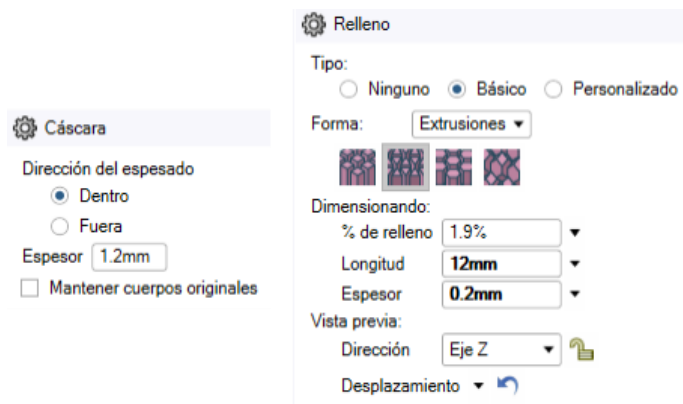 Cáscara
Dirección del espesado
Dentro
Fuera
Espesor 1.2mm
Mantener cuerpos originales
Relleno
Tipo:
Ninguno Básico Personalizado
Forma: Extrusiones
Dimensionando:
% de relleno 1.9%
Longitud 12mm
Espesor 0.2mm
Vista previa:
Dirección Eje Z
Desplazamiento